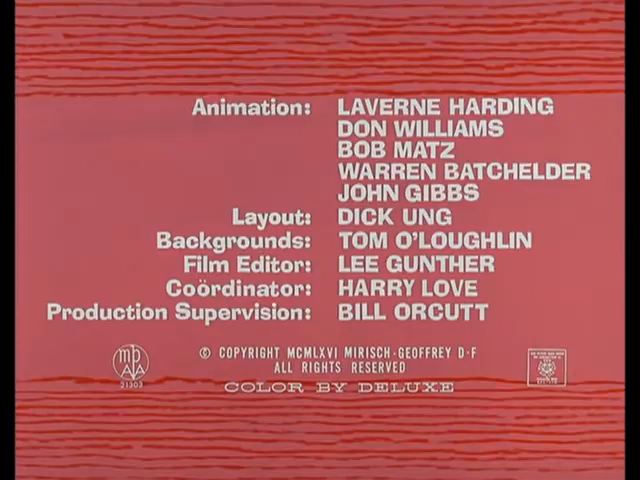 Animation: LAVERNE HARDING
DON WILLIAMS
BOB MATZ
WARREN BATCHELDER
JOHN GIBBS
Layout: DICK UNG
Backgrounds: TOM O'LOUGHLIN
Film Editor: LEE GUNTHER
Coördinator: HARRY LOVE
Production Supervision: BILL ORCUTT
© COPYRIGHT MCMLXVI MIRISCH-GEOFFREY D-F
ALL RIGHTS RESERVED
COLOR BY DELUXE
MPAA
21203